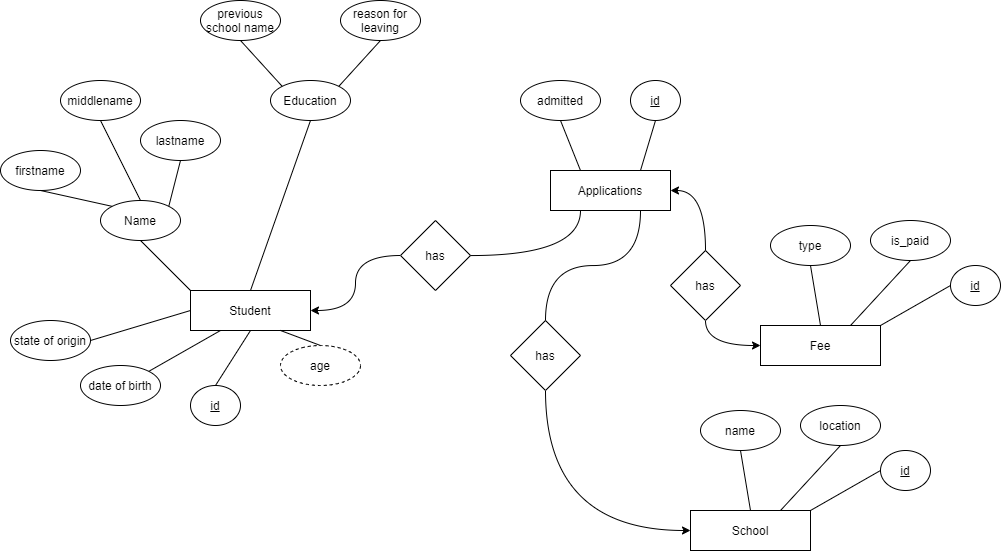 previous
school name
reason for
leaving
Education
middlename
admitted
id
lastname
firstname
Applications
Name
type
is_paid
has
has
id
Student
state of origin
Fee
has
age
date of birth
id
name
location
id
School